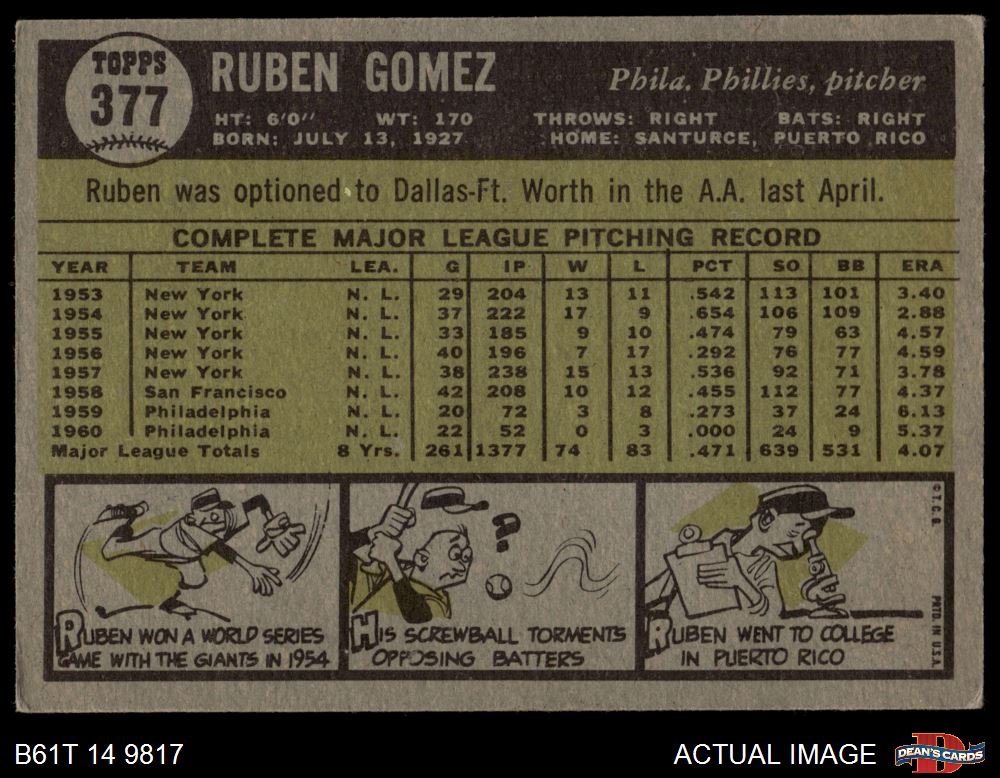 TOPPS
377
RUBEN GOMEZ
Phila. Phillies, pitcher
HT: 6'0" WT: 170 THROWS: RIGHT BATS: RIGHT
BORN: JULY 13, 1927 HOME: SANTURCE, PUERTO RICO
Ruben was optioned to Dallas-Ft. Worth in the A.A. last April.
COMPLETE MAJOR LEAGUE PITCHING RECORD
YEAR TEAM LEA. G IP W L PCT SO BB ERA
1953 New York N. L. 29 204 13 11 .542 113 101 3.40
1954 New York N. L. 37 222 17 9 .654 106 109 2.88
1955 New York N. L. 33 185 9 10 .474 79 63 4.57
1956 New York N. L. 40 196 7 17 .292 76 77 4.59
1957 New York N. L. 38 238 15 13 .536 92 71 3.78
1958 San Francisco N. L. 42 208 10 12 .455 112 77 4.37
1959 Philadelphia N. L. 20 72 3 8 .273 37 24 6.13
1960 Philadelphia N. L. 22 52 0 3 .000 24 9 5.37
Major League Totals 8 Yrs. 261 1377 74 83 .471 639 531 4.07
?
RUBEN WON A WORLD SERIES
GAME WITH THE GIANTS IN 1954
HIS SCREWBALL TORMENTS
OPPOSING BATTERS
RUBEN WENT TO COLLEGE
IN PUERTO RICO
© T.C.G.
PRTD. IN U.S.A.
B61T 14 9817
ACTUAL IMAGE
D
DEAN'S CARDS